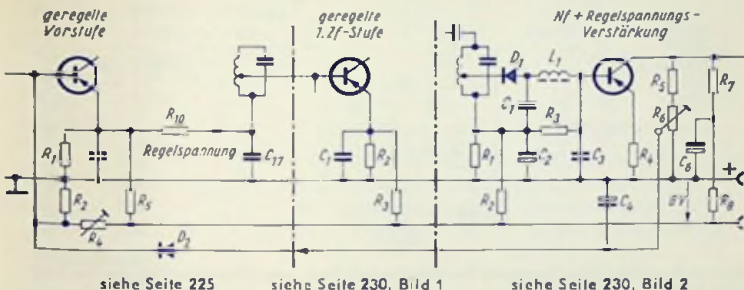 geregelte
Vorstufe
geregelte
1. Zf-Stufe
Nf + Regelspannungs-
Verstärkung
D1
L1
R5
R7
R10
C1
R3
R6
R1
Regelspannung
C17
C1
R2
R1
C2
C3
R4
C6
R2
R5
R3
R2
C4
6V
R8
+
R4
D2
siehe Seite 225
siehe Seite 230, Bild 1
siehe Seite 230, Bild 2